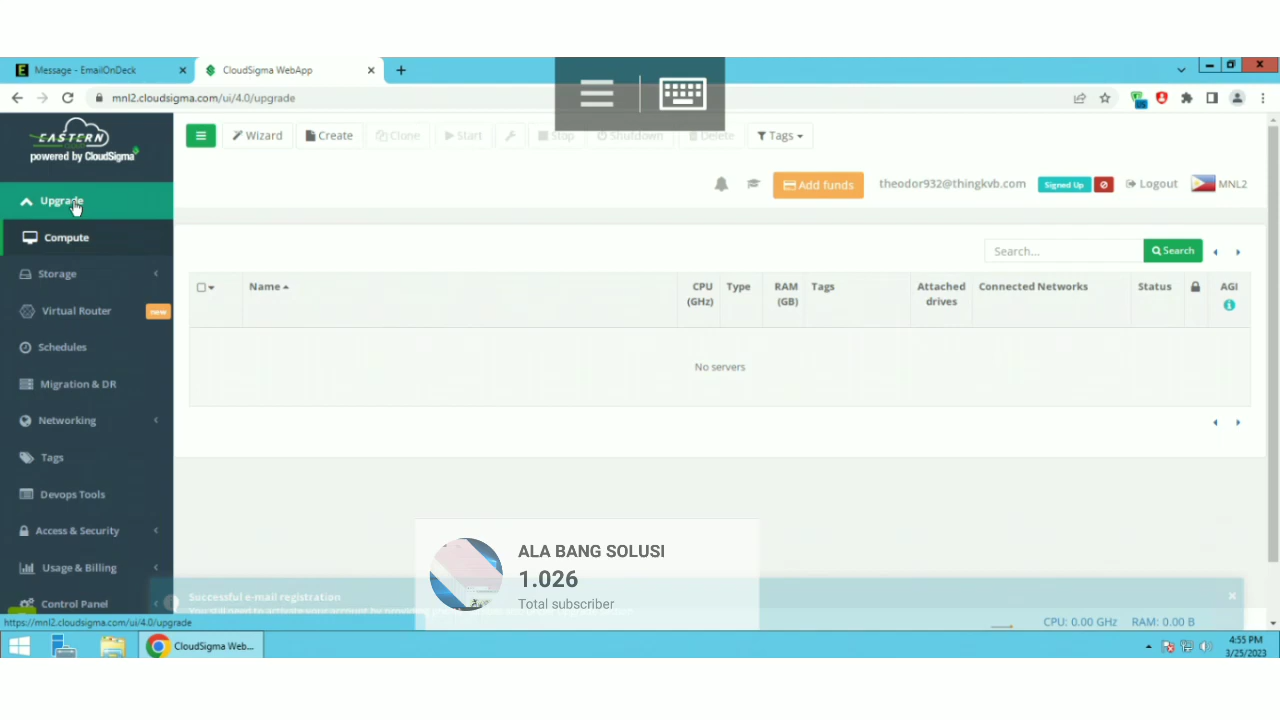 Message - EmailOnDeck
CloudSigma WebApp
mnl2.cloudsigma.com/ui/4.0/upgrade
EASTERN
powered by CloudSigma
Wizard
Create
Clone
Start
Stop
Shutdown
Delete
Tags
Add funds
theodor932@thingkvb.com
Signed Up
Logout
MNL2
Upgrade
Compute
Storage
Virtual Router
new
Schedules
Migration & DR
Networking
Tags
Devops Tools
Access & Security
Usage & Billing
Control Panel
Search...
Search
Name
CPU (GHz)
Type
RAM (GB)
Tags
Attached drives
Connected Networks
Status
AGI
No servers
ALA BANG SOLUSI
1.026
Total subscriber
Successful e-mail registration
CPU: 0.00 GHz
RAM: 0.00 B
https://mnl2.cloudsigma.com/ui/4.0/upgrade
CloudSigma Web...
4:55 PM
3/25/2023